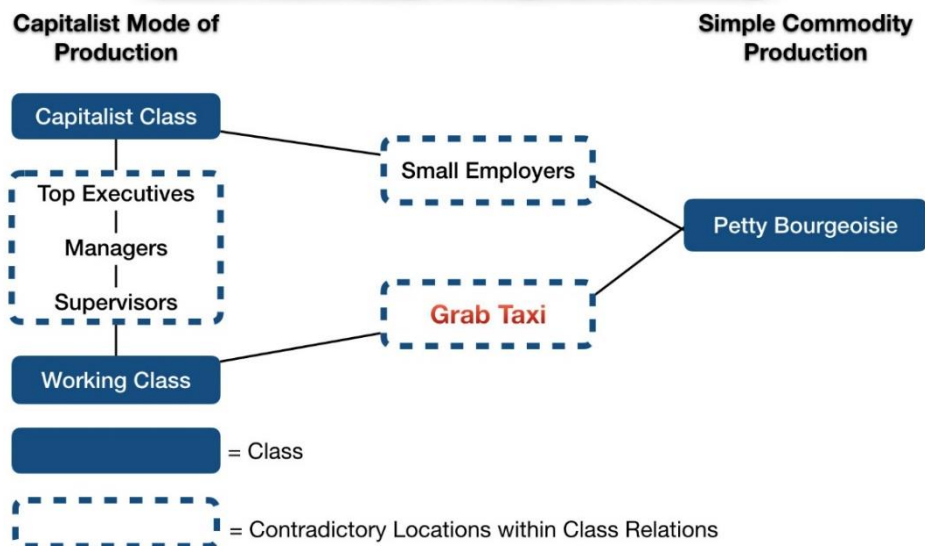 Capitalist Mode of
Production
Simple Commodity
Production
Capitalist Class
Top Executives
Managers
Supervisors
Working Class
Small Employers
Grab Taxi
Petty Bourgeoisie
= Class
= Contradictory Locations within Class Relations